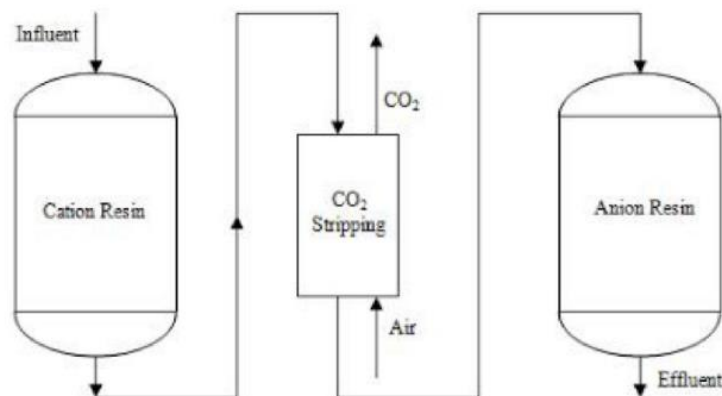 Influent
Cation Resin
CO₂
CO₂
Stripping
Air
Anion Resin
Effluent